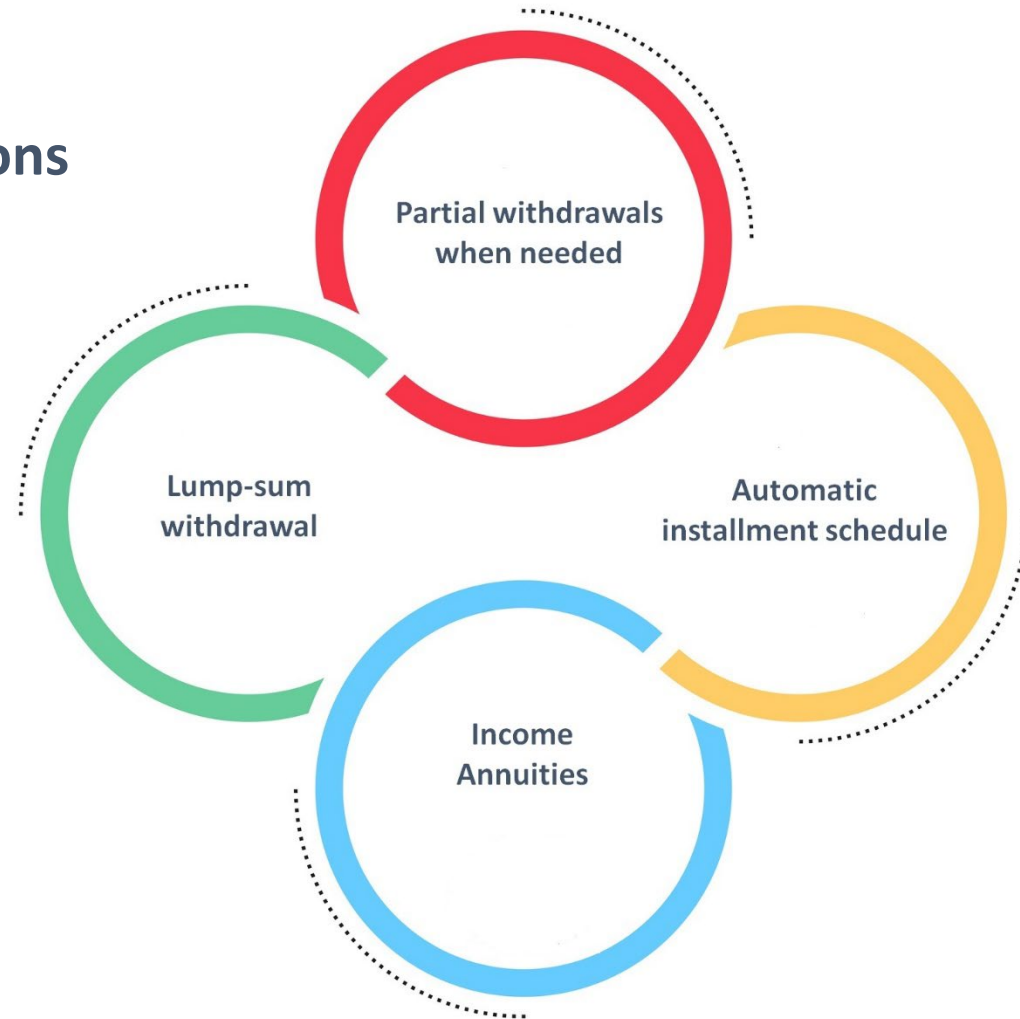 ons
Partial withdrawals
when needed
Lump-sum
withdrawal
Automatic
installment schedule
Income
Annuities